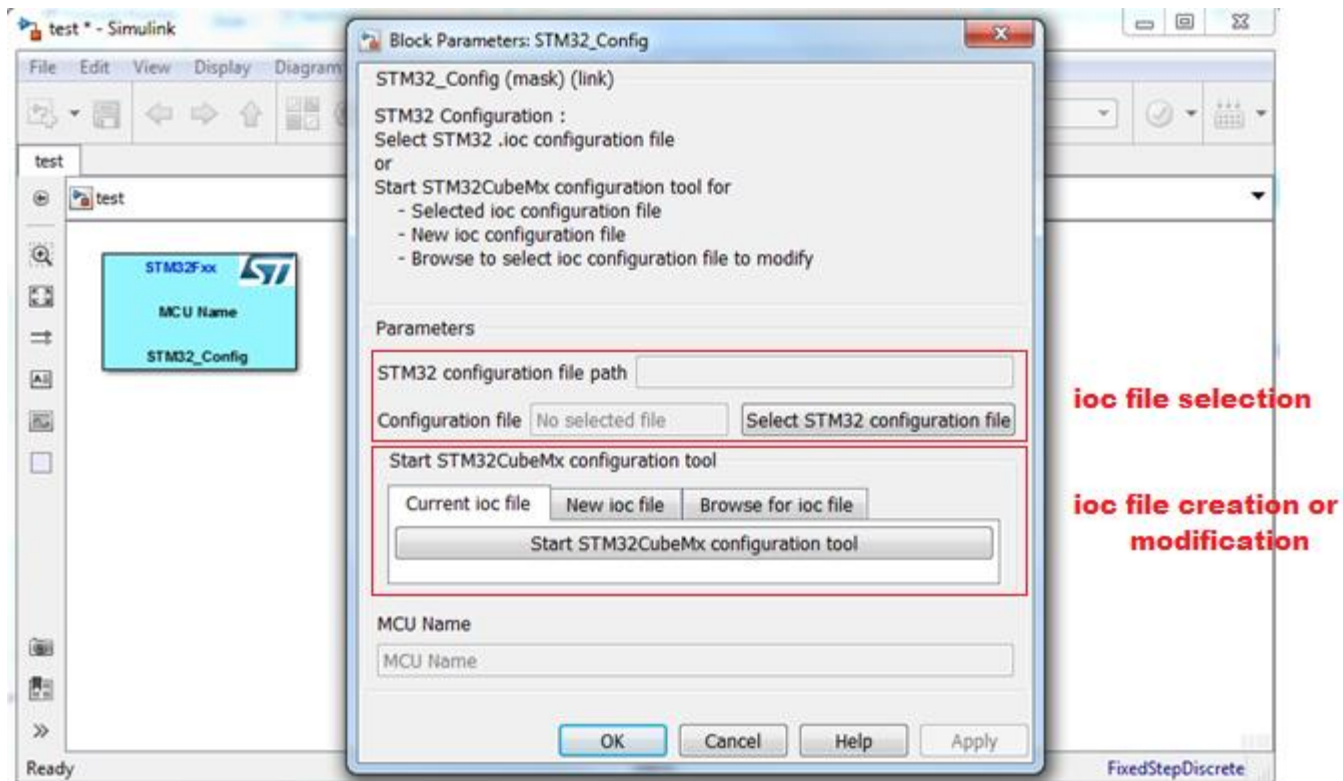 test * - Simulink
File Edit View Display Diagram
test
test
STM32Fxx
MCU Name
STM32_Config
Block Parameters: STM32_Config
STM32_Config (mask) (link)
STM32 Configuration :
Select STM32 .ioc configuration file
or
Start STM32CubeMx configuration tool for
- Selected ioc configuration file
- New ioc configuration file
- Browse to select ioc configuration file to modify
Parameters
STM32 configuration file path
Configuration file No selected file Select STM32 configuration file
Start STM32CubeMx configuration tool
Current ioc file New ioc file Browse for ioc file
Start STM32CubeMx configuration tool
MCU Name
MCU Name
OK Cancel Help Apply
ioc file selection
ioc file creation or
modification
Ready FixedStepDiscrete